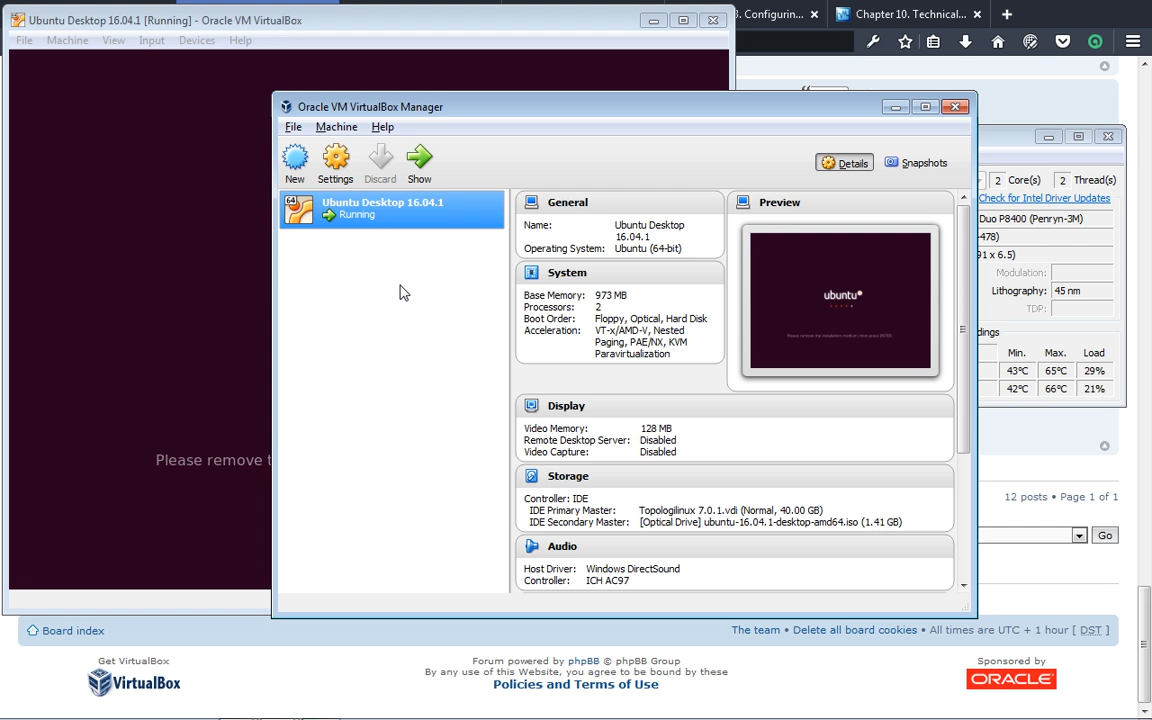 Ubuntu Desktop 16.04.1 [Running] - Oracle VM VirtualBox
File Machine View Input Devices Help
3. Configurin...
Chapter 10. Technical...
Please remove t
Oracle VM VirtualBox Manager
File Machine Help
New Settings Discard Show
Details Snapshots
64
Ubuntu Desktop 16.04.1
Running
General
Name: Ubuntu Desktop
16.04.1
Operating System: Ubuntu (64-bit)
System
Base Memory: 973 MB
Processors: 2
Boot Order: Floppy, Optical, Hard Disk
Acceleration: VT-x/AMD-V, Nested
Paging, PAE/NX, KVM
Paravirtualization
Preview
ubuntu
Please remove the installation medium, then press ENTER:
Display
Video Memory: 128 MB
Remote Desktop Server: Disabled
Video Capture: Disabled
Storage
Controller: IDE
IDE Primary Master: Topologilinux 7.0.1.vdi (Normal, 40.00 GB)
IDE Secondary Master: [Optical Drive] ubuntu-16.04.1-desktop-amd64.iso (1.41 GB)
Audio
Host Driver: Windows DirectSound
Controller: ICH AC97
2 Core(s) 2 Thread(s)
Check for Intel Driver Updates
Duo P8400 (Penryn-3M)
478)
91 x 6.5)
Modulation:
Lithography: 45 nm
TDP:
dings
Min. Max. Load
43°C 65°C 29%
42°C 66°C 21%
12 posts • Page 1 of 1
Go
Board index
The team • Delete all board cookies • All times are UTC + 1 hour [ DST ]
Get VirtualBox
VirtualBox
Forum powered by phpBB © phpBB Group
By any use of this Website, you agree to be bound by these
Policies and Terms of Use
Sponsored by
ORACLE